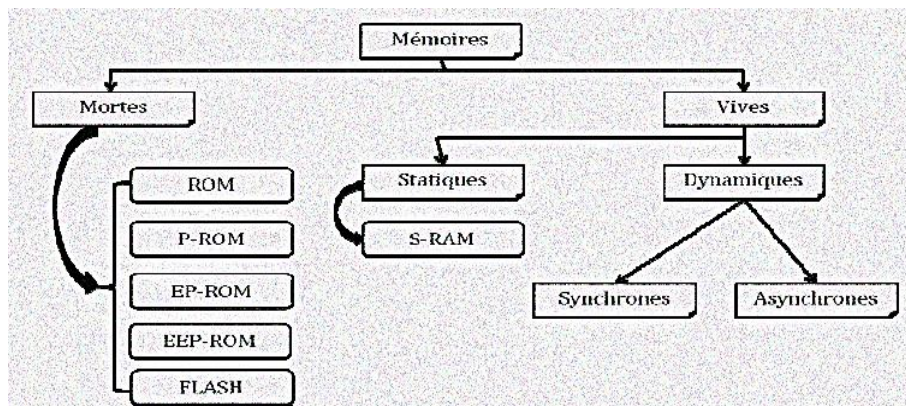 Mémoires
Mortes
Vives
ROM
P-ROM
EP-ROM
EEP-ROM
FLASH
Statiques
S-RAM
Dynamiques
Synchrones
Asynchrones